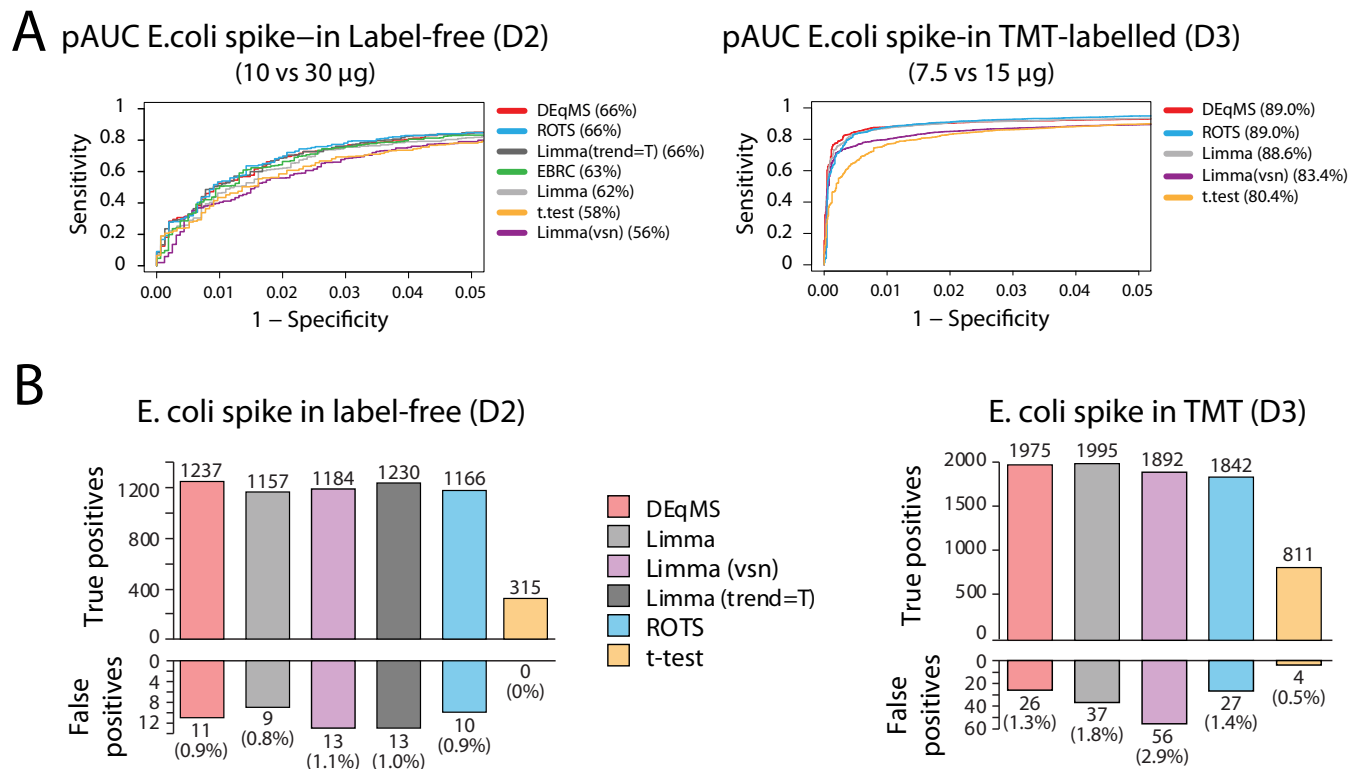 A
pAUC E.coli spike–in Label-free (D2)
(10 vs 30 µg)
Sensitivity
1
0.8
0.6
0.4
0.2
0
0.00 0.01 0.02 0.03 0.04 0.05
1 – Specificity
DEqMS (66%)
ROTS (66%)
Limma(trend=T) (66%)
EBRC (63%)
Limma (62%)
t.test (58%)
Limma(vsn) (56%)
pAUC E.coli spike-in TMT-labelled (D3)
(7.5 vs 15 µg)
Sensitivity
1
0.8
0.6
0.4
0.2
0
0.00 0.01 0.02 0.03 0.04 0.05
1 – Specificity
DEqMS (89.0%)
ROTS (89.0%)
Limma (88.6%)
Limma(vsn) (83.4%)
t.test (80.4%)
B
E. coli spike in label-free (D2)
True positives
1200
800
400
0
1237 1157 1184 1230 1166 315
False positives
0
4
8
12
11 9 13 13 10 0
(0.9%) (0.8%) (1.1%) (1.0%) (0.9%) (0%)
DEqMS
Limma
Limma (vsn)
Limma (trend=T)
ROTS
t-test
E. coli spike in TMT (D3)
True positives
2000
1500
1000
500
0
1975 1995 1892 1842 811
False positives
0
20
40
60
26 37 56 27 4
(1.3%) (1.8%) (2.9%) (1.4%) (0.5%)